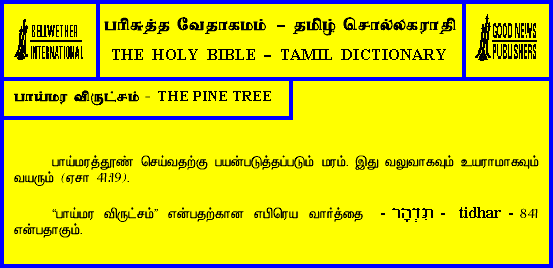 BELLWETHER
INTERNATIONAL
பரிசுத்த வேதாகமம் – தமிழ் சொல்லகராதி
THE HOLY BIBLE – TAMIL DICTIONARY
GOOD NEWS
PUBLISHERS
பாய்மர விருட்சம் - THE PINE TREE
பாய்மரத்தூண் செய்வதற்கு பயன்படுத்தப்படும் மரம். இது வலுவாகவும் உயரமாகவும்
வயரும் (ஏசா 41:19).
“பாய்மர விருட்சம்” என்பதற்கான எபிரெய வார்த்தை - תִּדְהָר - tidhar - 841
என்பதாகும்.